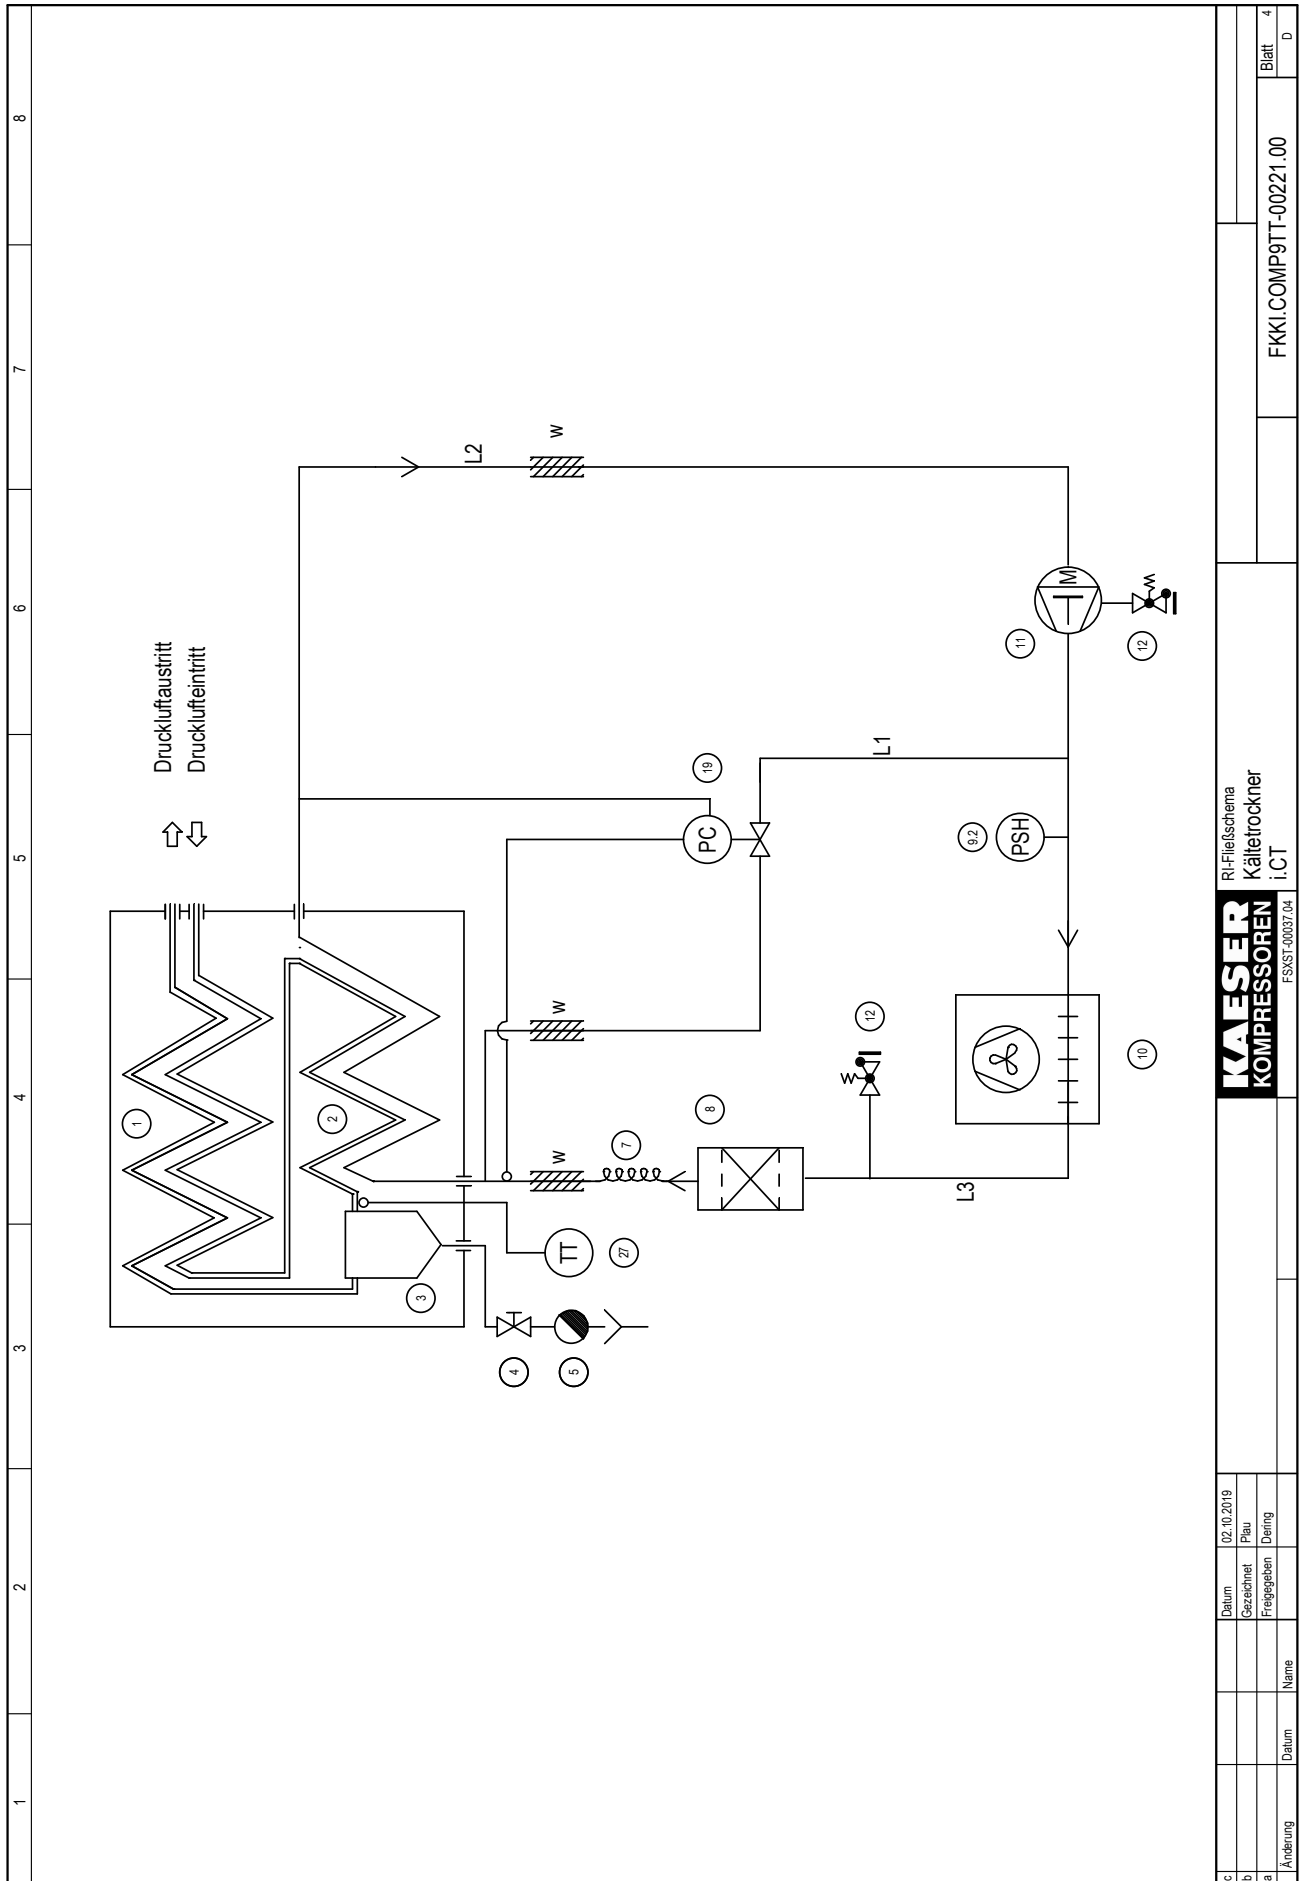 1
2
3
4
5
6
7
8
Druckluftaustritt
Drucklufteintritt
1
2
3
4
5
TT
27
W
7
8
W
12
10
PC
19
9.2
PSH
L1
L2
W
L3
11
M
12
c
b
a
Änderung
Datum
Name
Datum
02.10.2019
Gezeichnet
Plau
Freigegeben
Dering
KAESER
KOMPRESSOREN
FSXST-00037.04
RI-Fließschema
Kältetrockner
i.CT
FKKI.COMP9TT-00221.00
Blatt
4
D